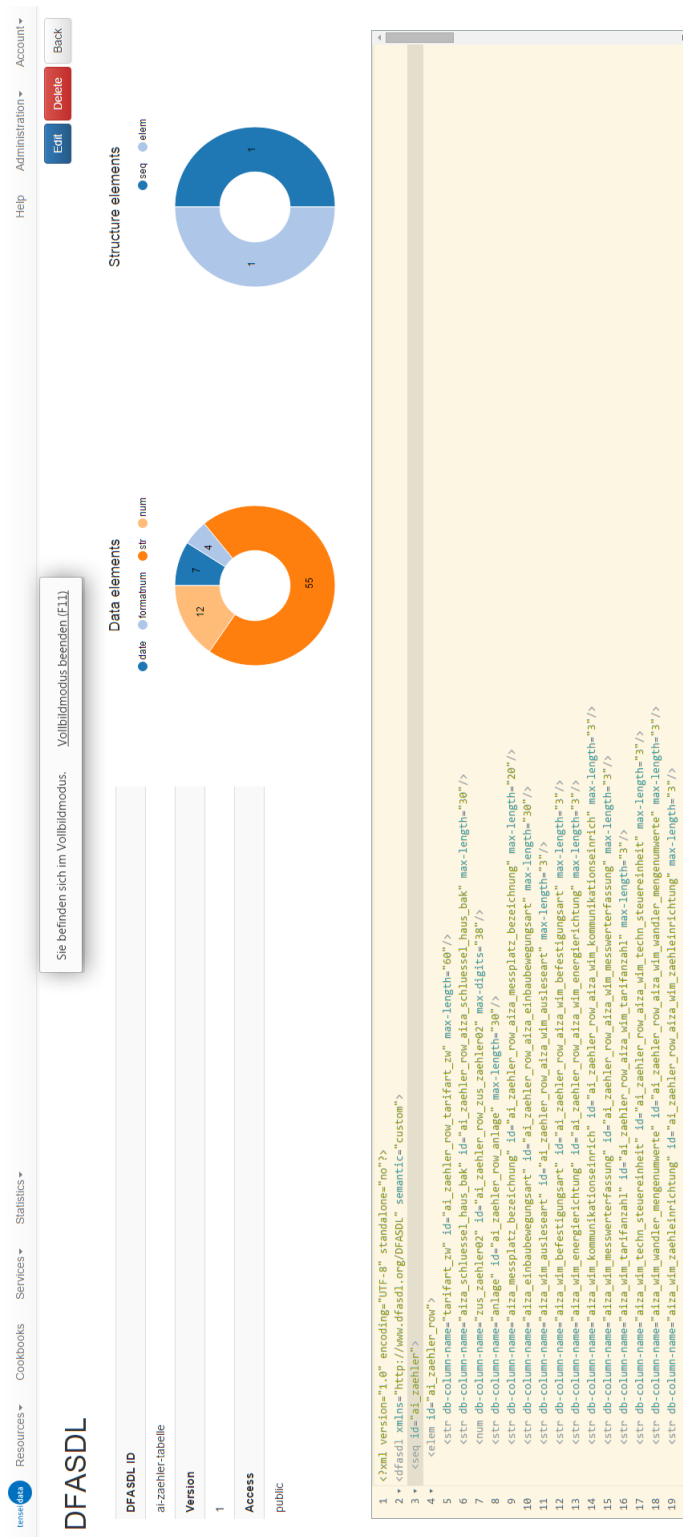 tenseldata Resources Cookbooks Services Statistics Help Administration Account
Sie befinden sich im Vollbildmodus. Vollbildmodus beenden (F11)
DFASDL
Edit Delete Back
DFASDL ID
ai-zaehler-tabelle
Version
1
Access
public
Data elements
date formatnum str num
12
7
4
55
Structure elements
seq elem
1
1
1 <?xml version="1.0" encoding="UTF-8" standalone="no"?>
2 <dfasdl xmlns="http://www.dfasdl.org/DFASDL" semantic="custom">
3 <seq id="ai_zaehler">
4 <elem id="ai_zaehler_row">
5 <str db-column-name="tarifart_zw" id="ai_zaehler_row_tarifart_zw" max-length="60"/>
6 <str db-column-name="aiza_schluessel_haus_bak" id="ai_zaehler_row_aiza_schluessel_haus_bak" max-length="30"/>
7 <num db-column-name="zus_zaehler02" id="ai_zaehler_row_zus_zaehler02" max-digits="38"/>
8 <str db-column-name="anlage" id="ai_zaehler_row_anlage" max-length="30"/>
9 <str db-column-name="aiza_messplatz_bezeichnung" id="ai_zaehler_row_aiza_messplatz_bezeichnung" max-length="20"/>
10 <str db-column-name="aiza_einbaubewegungsart" id="ai_zaehler_row_aiza_einbaubewegungsart" max-length="30"/>
11 <str db-column-name="aiza_wim_ausleseart" id="ai_zaehler_row_aiza_wim_ausleseart" max-length="3"/>
12 <str db-column-name="aiza_wim_befestigungsart" id="ai_zaehler_row_aiza_wim_befestigungsart" max-length="3"/>
13 <str db-column-name="aiza_wim_energierichtung" id="ai_zaehler_row_aiza_wim_energierichtung" max-length="3"/>
14 <str db-column-name="aiza_wim_kommunikationseinrich" id="ai_zaehler_row_aiza_wim_kommunikationseinrich" max-length="3"/>
15 <str db-column-name="aiza_wim_messwerterfassung" id="ai_zaehler_row_aiza_wim_messwerterfassung" max-length="3"/>
16 <str db-column-name="aiza_wim_tarifanzahl" id="ai_zaehler_row_aiza_wim_tarifanzahl" max-length="3"/>
17 <str db-column-name="aiza_wim_techn_steuereinheit" id="ai_zaehler_row_aiza_wim_techn_steuereinheit" max-length="3"/>
18 <str db-column-name="aiza_wim_wandler_mengenumwerte" id="ai_zaehler_row_aiza_wim_wandler_mengenumwerte" max-length="3"/>
19 <str db-column-name="aiza_wim_zaehleinrichtung" id="ai_zaehler_row_aiza_wim_zaehleinrichtung" max-length="3"/>